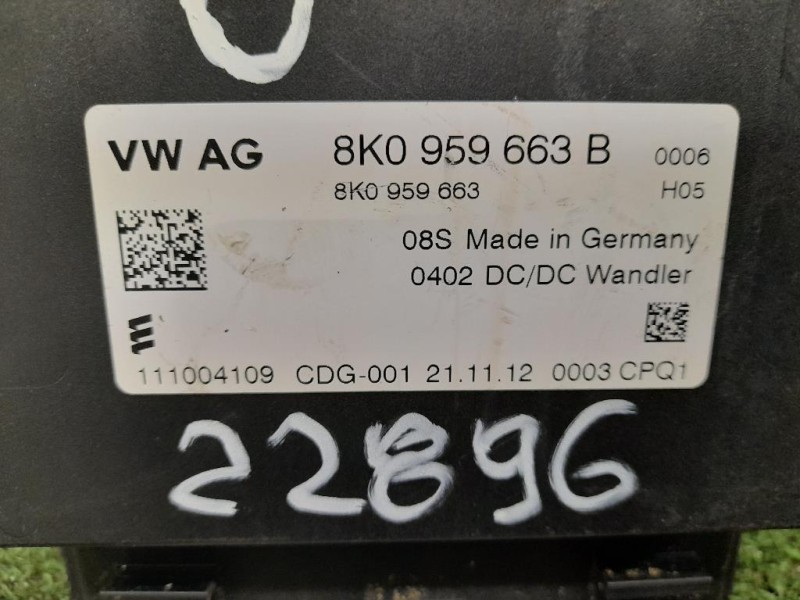 VW AG 8K0 959 663 B 0006
8K0 959 663 H05
08S Made in Germany
0402 DC/DC Wandler
m
111004109 CDG-001 21.11.12 0003 CPQ1
22896